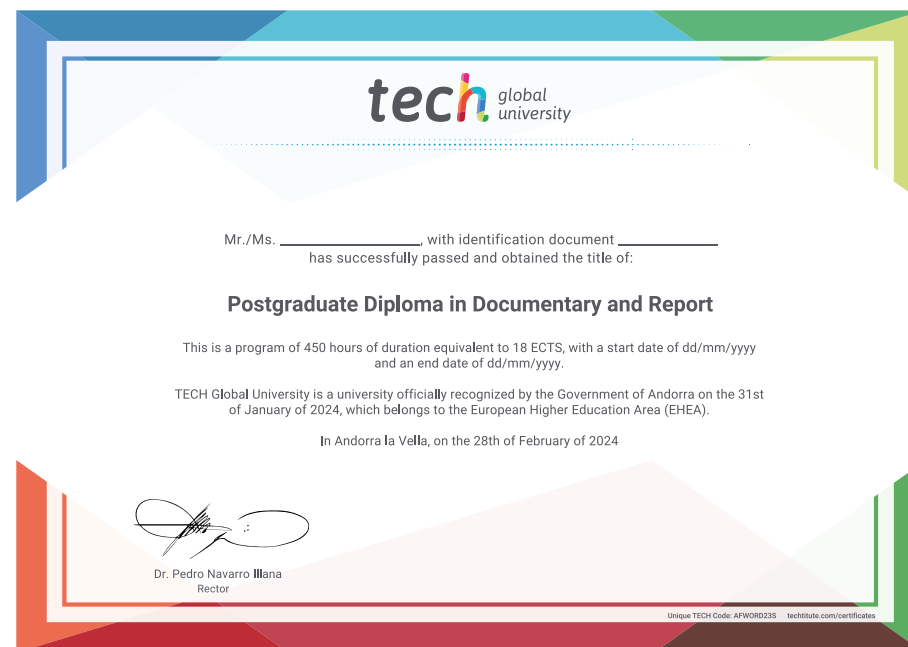 tech global university
Mr./Ms. ____________________, with identification document ______________
has successfully passed and obtained the title of:
Postgraduate Diploma in Documentary and Report
This is a program of 450 hours of duration equivalent to 18 ECTS, with a start date of dd/mm/yyyy
and an end date of dd/mm/yyyy.
TECH Global University is a university officially recognized by the Government of Andorra on the 31st
of January of 2024, which belongs to the European Higher Education Area (EHEA).
In Andorra la Vella, on the 28th of February of 2024
Dr. Pedro Navarro Illana
Rector
Unique TECH Code: AFWORD23S techtitute.com/certificates